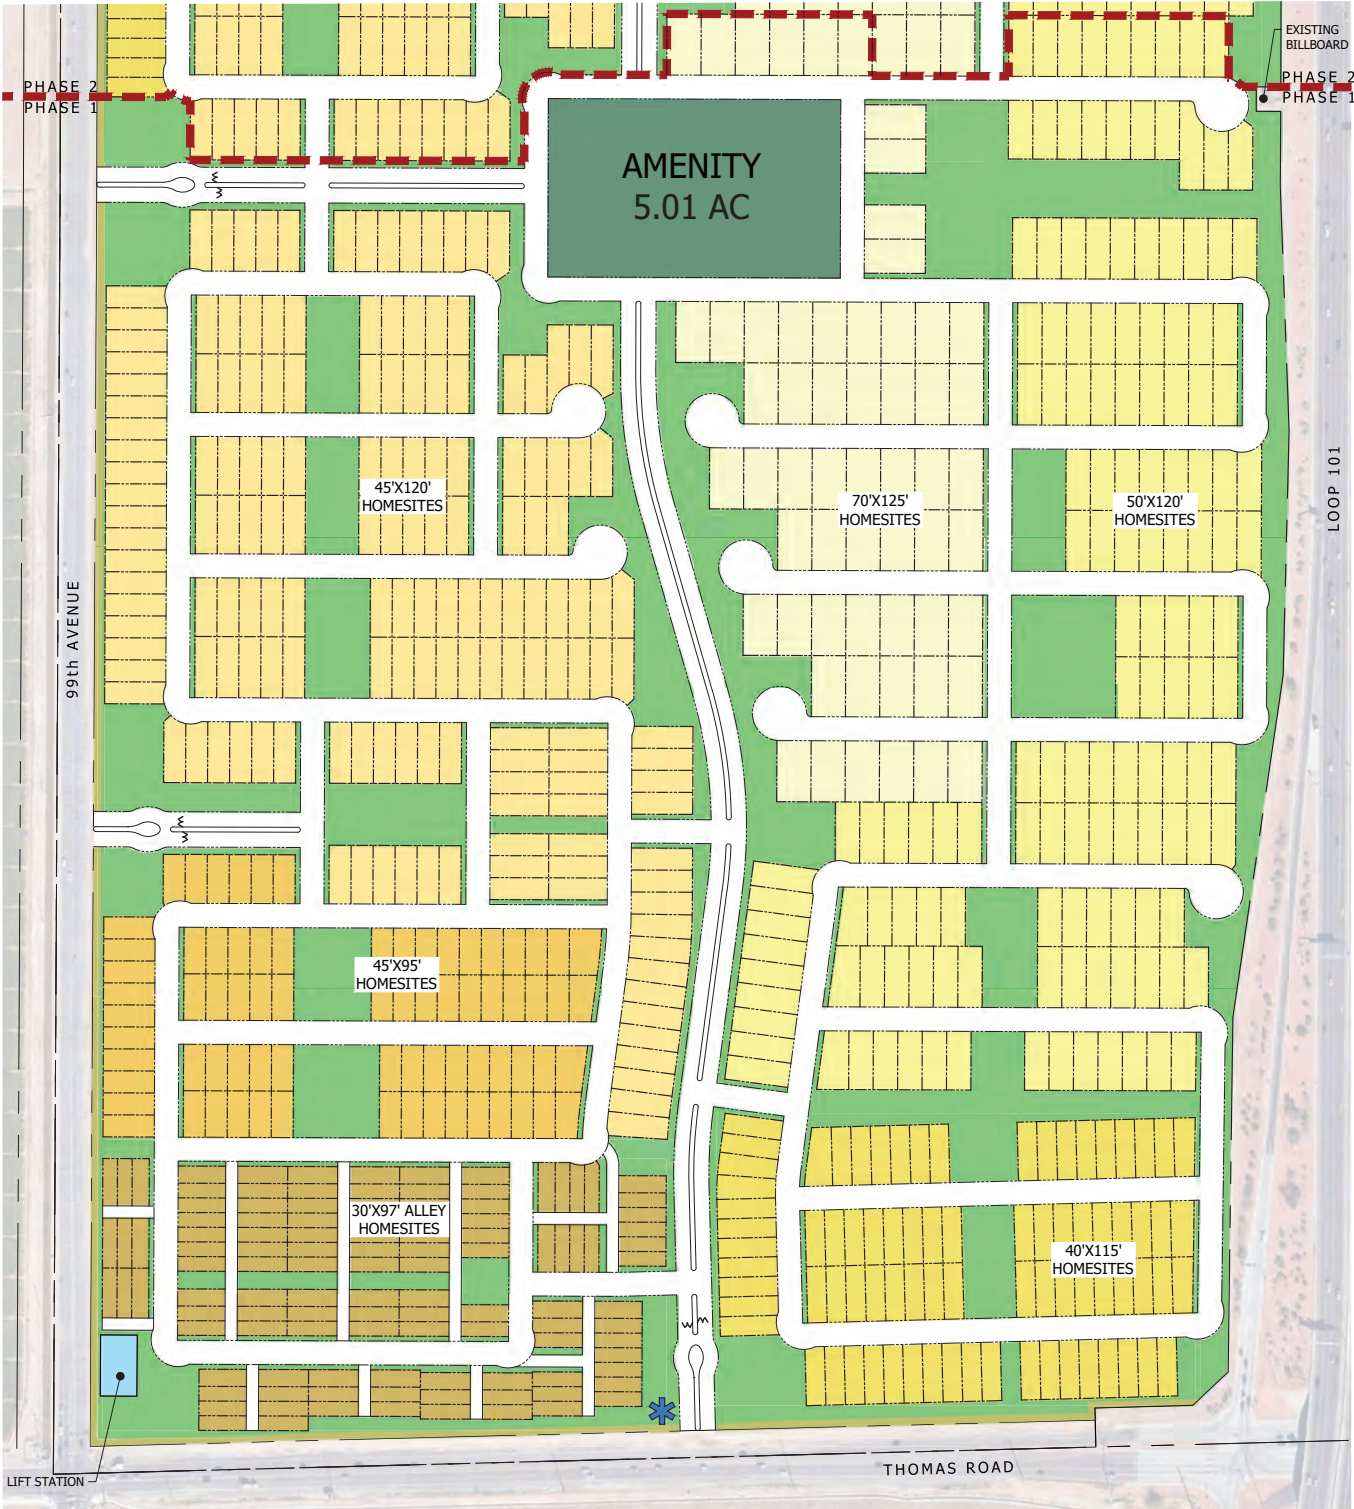 EXISTING
BILLBOARD
PHASE 2
PHASE 1
PHASE 2
PHASE 1
AMENITY
5.01 AC
45'X120'
HOMESITES
70'X125'
HOMESITES
50'X120'
HOMESITES
LOOP 101
99th AVENUE
45'X95'
HOMESITES
30'X97' ALLEY
HOMESITES
40'X115'
HOMESITES
THOMAS ROAD
LIFT STATION